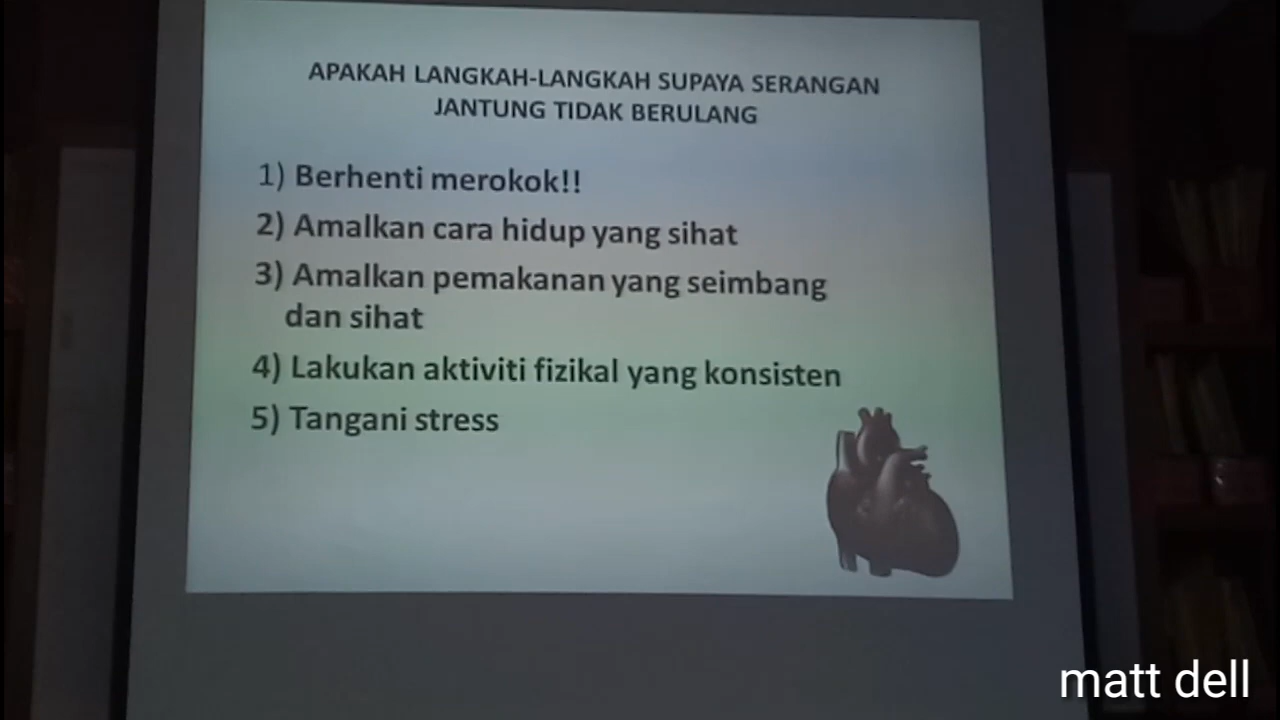 APAKAH LANGKAH-LANGKAH SUPAYA SERANGAN
JANTUNG TIDAK BERULANG
1) Berhenti merokok!!
2) Amalkan cara hidup yang sihat
3) Amalkan pemakanan yang seimbang
dan sihat
4) Lakukan aktiviti fizikal yang konsisten
5) Tangani stress
matt dell